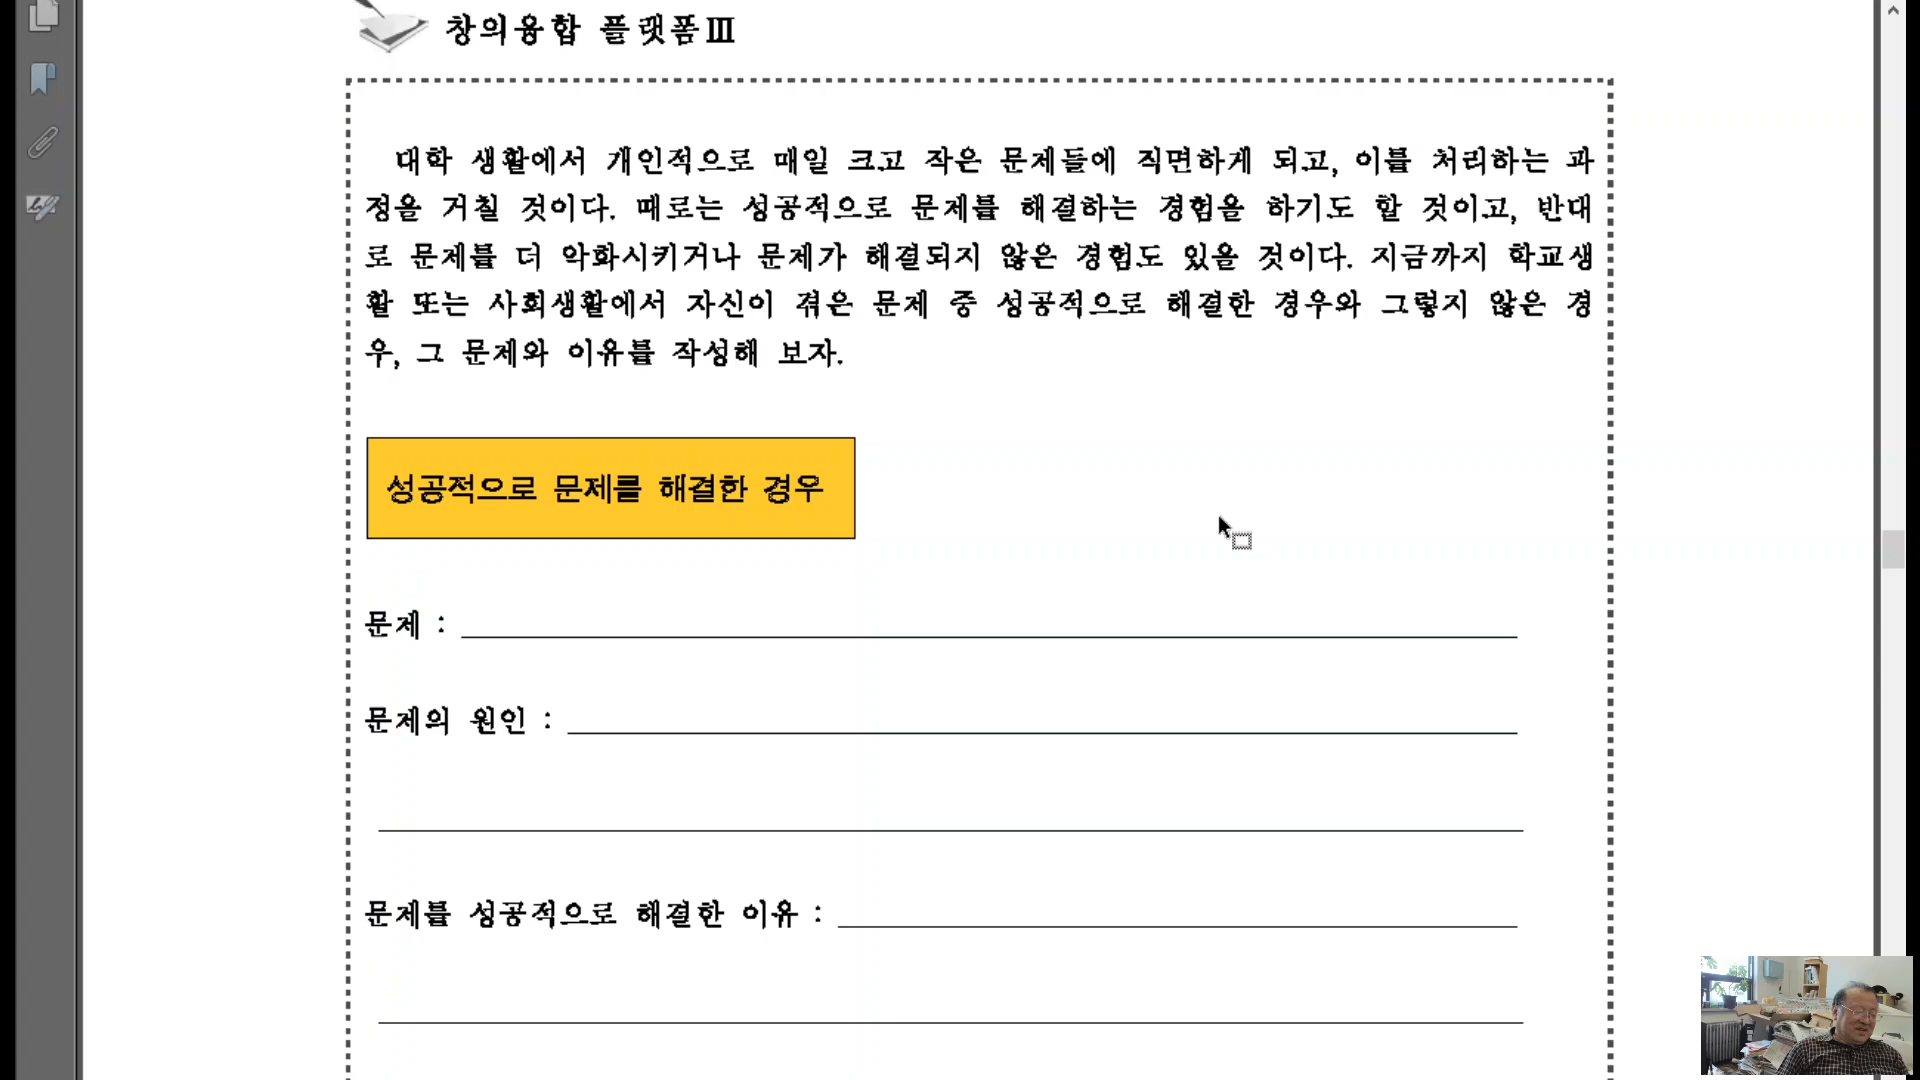 창의융합 플랫폼Ⅲ
대학 생활에서 개인적으로 매일 크고 작은 문제들에 직면하게 되고, 이를 처리하는 과
정을 거칠 것이다. 때로는 성공적으로 문제를 해결하는 경험을 하기도 할 것이고, 반대
로 문제를 더 악화시키거나 문제가 해결되지 않은 경험도 있을 것이다. 지금까지 학교생
활 또는 사회생활에서 자신이 겪은 문제 중 성공적으로 해결한 경우와 그렇지 않은 경
우, 그 문제와 이유를 작성해 보자.
성공적으로 문제를 해결한 경우
문제 :
문제의 원인 :
문제를 성공적으로 해결한 이유 :